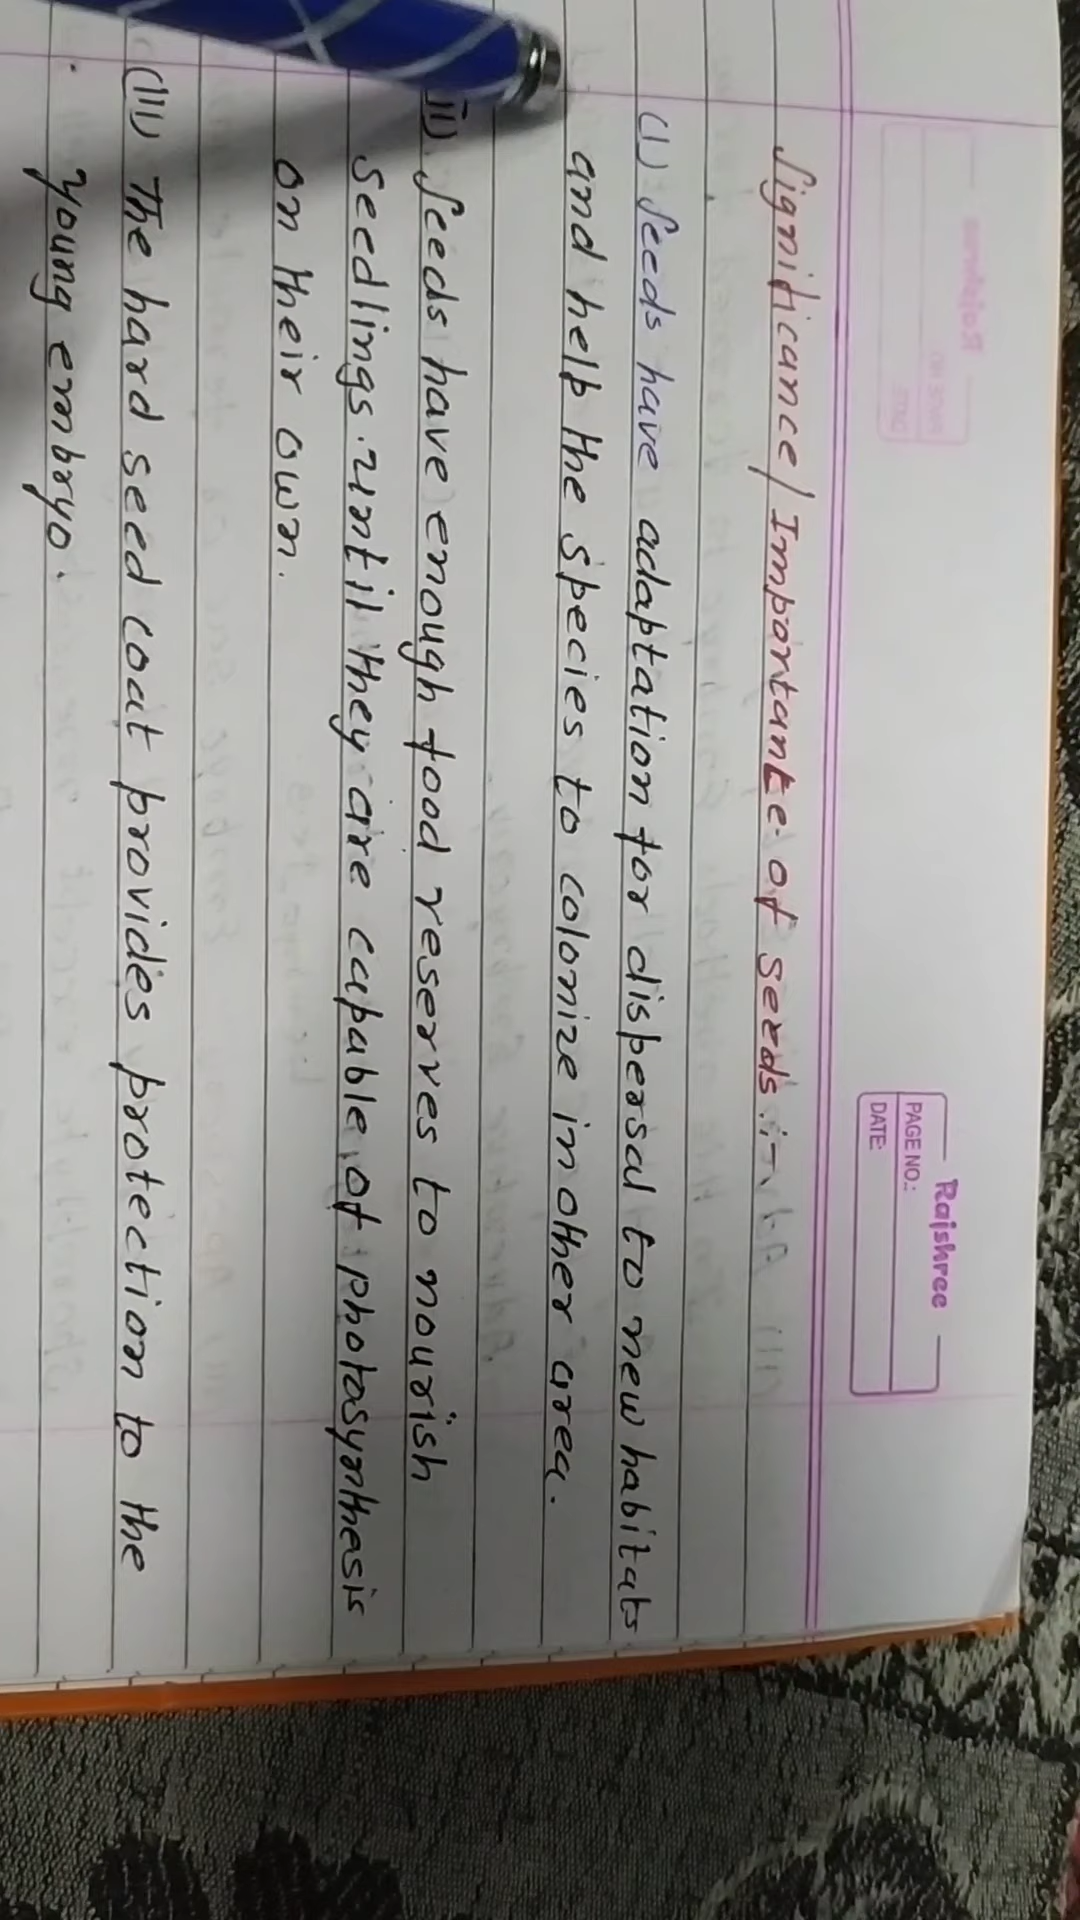 Rajshree
PAGE NO.:
DATE:
Significance/Importance of seeds:-
(i) Seeds have adaptation for dispersal to new habitats
and help the species to colonize in other area.
(ii) Seeds have enough food reserves to nourish
seedlings until they are capable of photosynthesis
on their own.
(iii) The hard seed coat provides protection to the
young embryo.